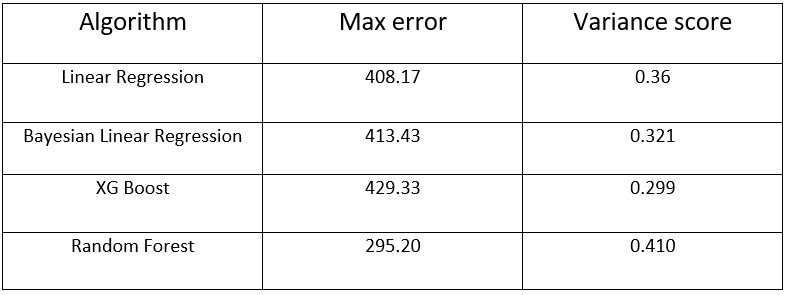 Algorithm Max error Variance score
Linear Regression 408.17 0.36
Bayesian Linear Regression 413.43 0.321
XG Boost 429.33 0.299
Random Forest 295.20 0.410